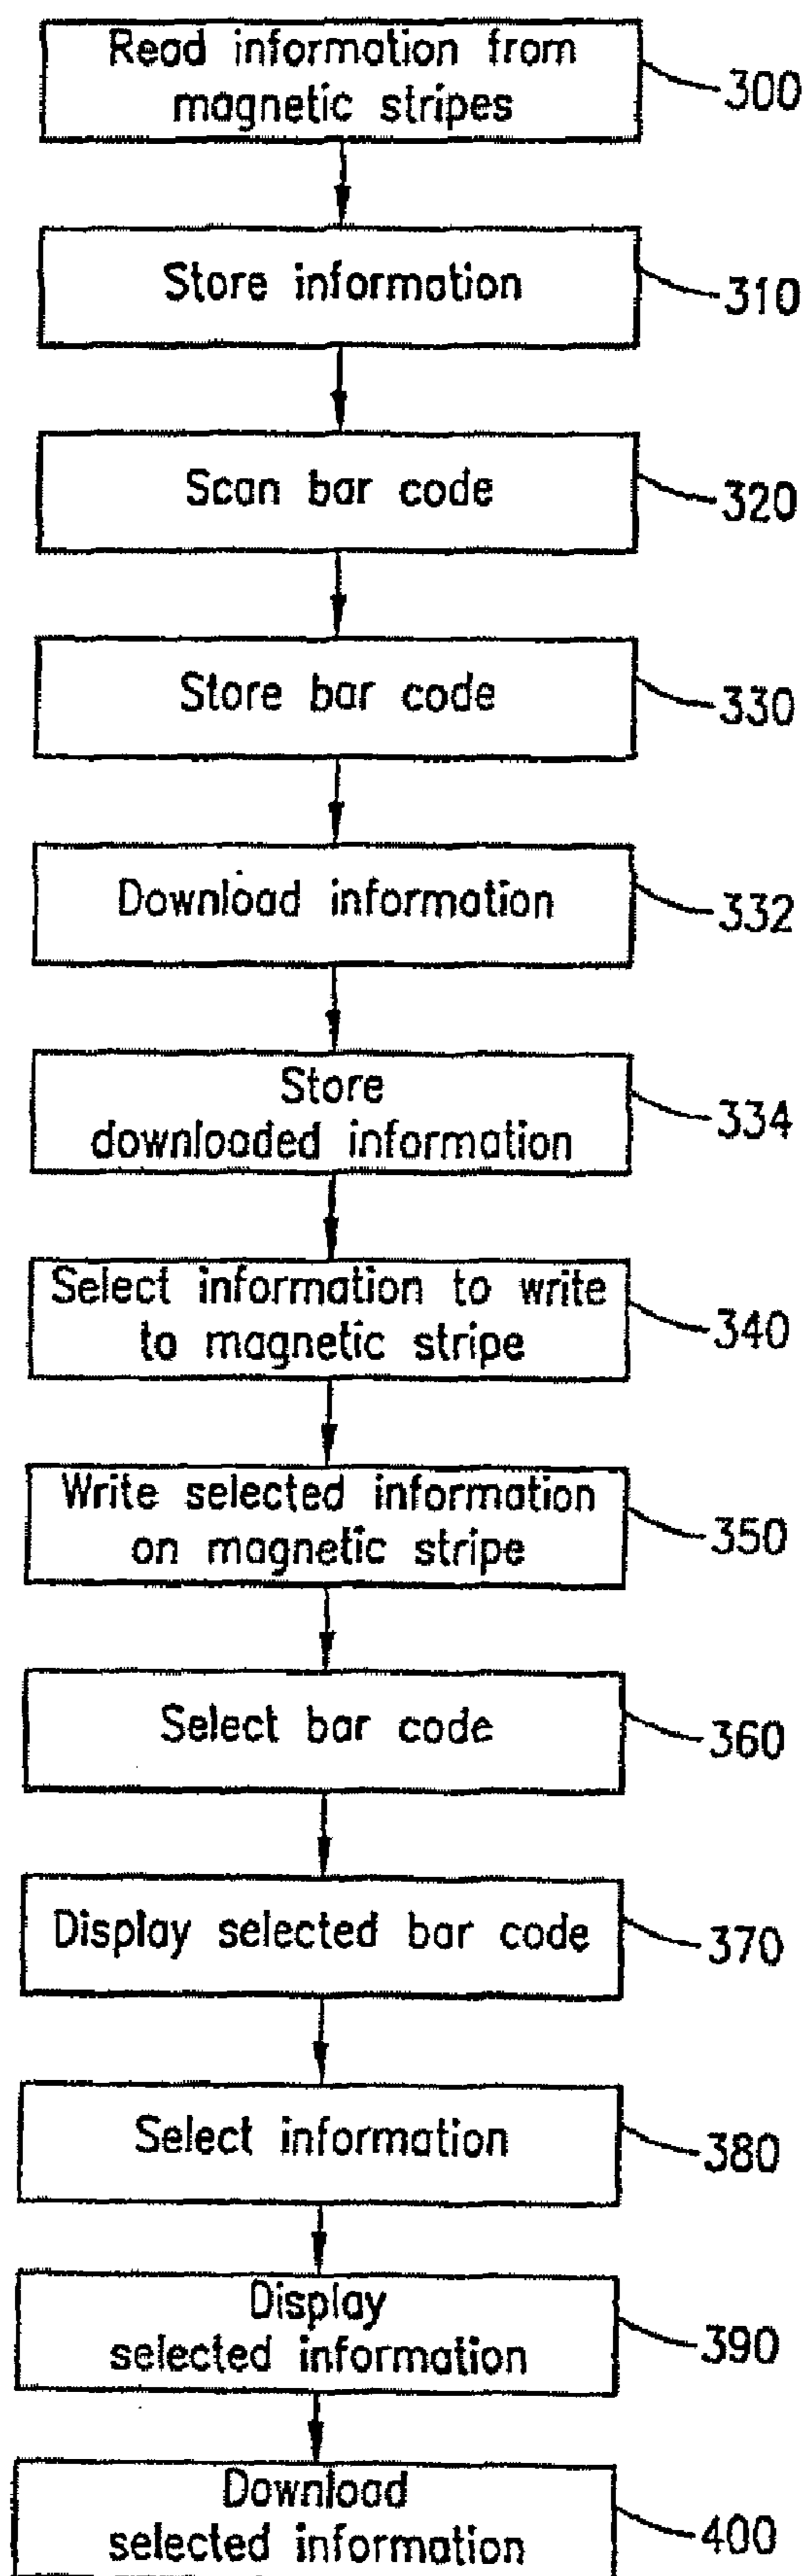 Read information from
magnetic stripes
300
Store information
310
Scan bar code
320
Store bar code
330
Download information
332
Store
downloaded information
334
Select information to write
to magnetic stripe
340
Write selected information
on magnetic stripe
350
Select bar code
360
Display selected bar code
370
Select information
380
Display
selected information
390
Download
selected information
400